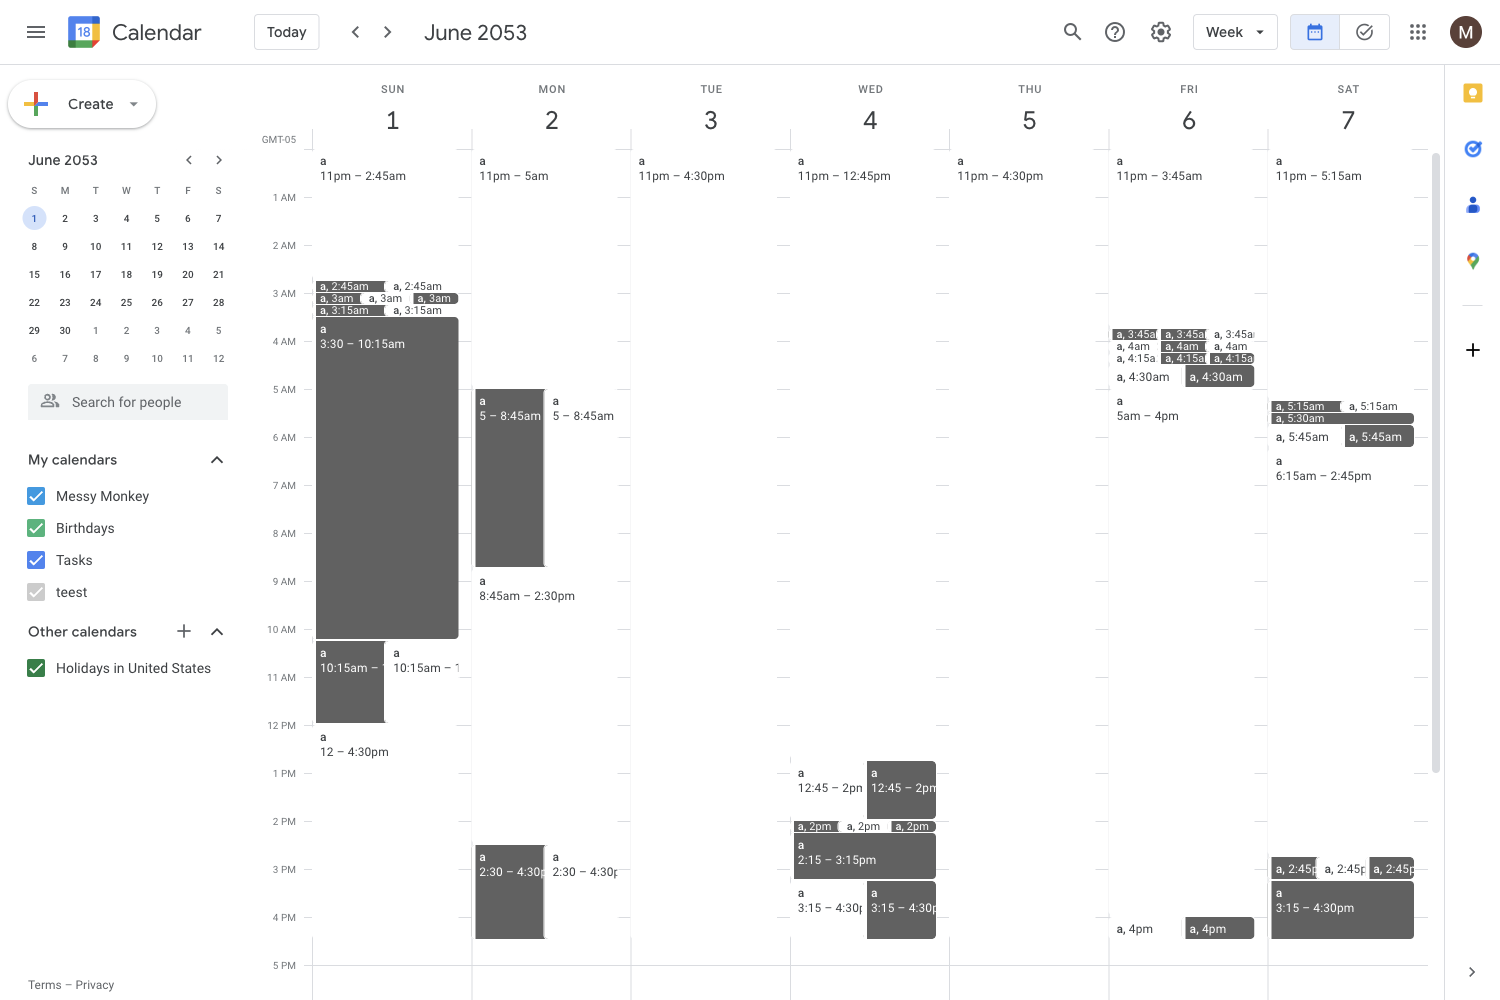 18 Calendar
Today
June 2053
Week
M
Create
June 2053
S M T W T F S
1 2 3 4 5 6 7
8 9 10 11 12 13 14
15 16 17 18 19 20 21
22 23 24 25 26 27 28
29 30 1 2 3 4 5
6 7 8 9 10 11 12
Search for people
My calendars
Messy Monkey
Birthdays
Tasks
teest
Other calendars
Holidays in United States
Terms – Privacy
SUN MON TUE WED THU FRI SAT
1 2 3 4 5 6 7
GMT-05
1 AM
2 AM
3 AM
4 AM
5 AM
6 AM
7 AM
8 AM
9 AM
10 AM
11 AM
12 PM
1 PM
2 PM
3 PM
4 PM
5 PM
a
11pm – 2:45am
a, 2:45am a, 2:45am
a, 3am a, 3am a, 3am
a, 3:15am a, 3:15am
a
3:30 – 10:15am
a
10:15am –
a
10:15am – 1
a
12 – 4:30pm
a
11pm – 5am
a
5 – 8:45am
a
5 – 8:45am
a
8:45am – 2:30pm
a
2:30 – 4:30p
a
2:30 – 4:30p
a
11pm – 4:30pm
a
11pm – 12:45pm
a
12:45 – 2pm
a
12:45 – 2pm
a, 2pm a, 2pm a, 2pm
a
2:15 – 3:15pm
a
3:15 – 4:30p
a
3:15 – 4:30p
a
11pm – 4:30pm
a
11pm – 3:45am
a, 3:45a a, 3:45a a, 3:45a
a, 4am a, 4am a, 4am
a, 4:15a a, 4:15a a, 4:15a
a, 4:30am a, 4:30am
a
5am – 4pm
a, 4pm a, 4pm
a
11pm – 5:15am
a, 5:15am a, 5:15am
a, 5:30am
a, 5:45am a, 5:45am
a
6:15am – 2:45pm
a, 2:45p a, 2:45p a, 2:45p
a
3:15 – 4:30pm